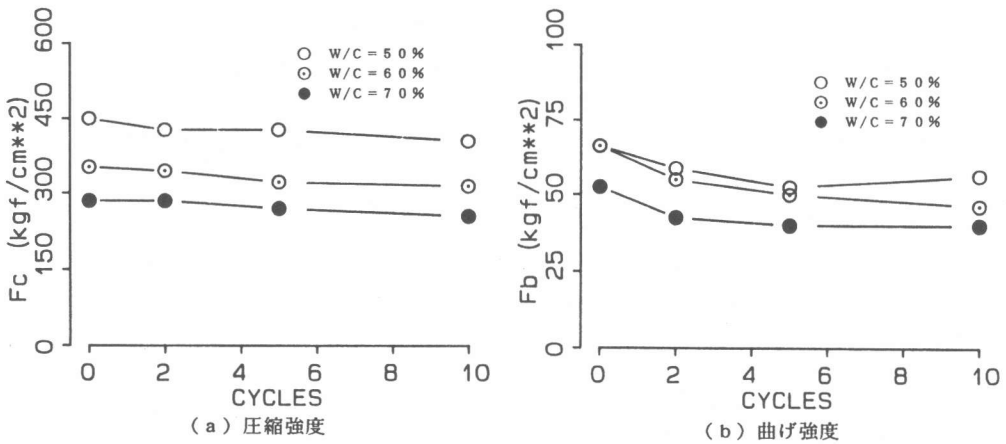 600
450
300
150
0
Fc (kgf/cm**2)
W/C=50%
W/C=60%
W/C=70%
0 2 4 6 8 10
CYCLES
(a) 圧縮強度
100
75
50
25
0
Fb (kgf/cm**2)
W/C=50%
W/C=60%
W/C=70%
0 2 4 6 8 10
CYCLES
(b) 曲げ強度